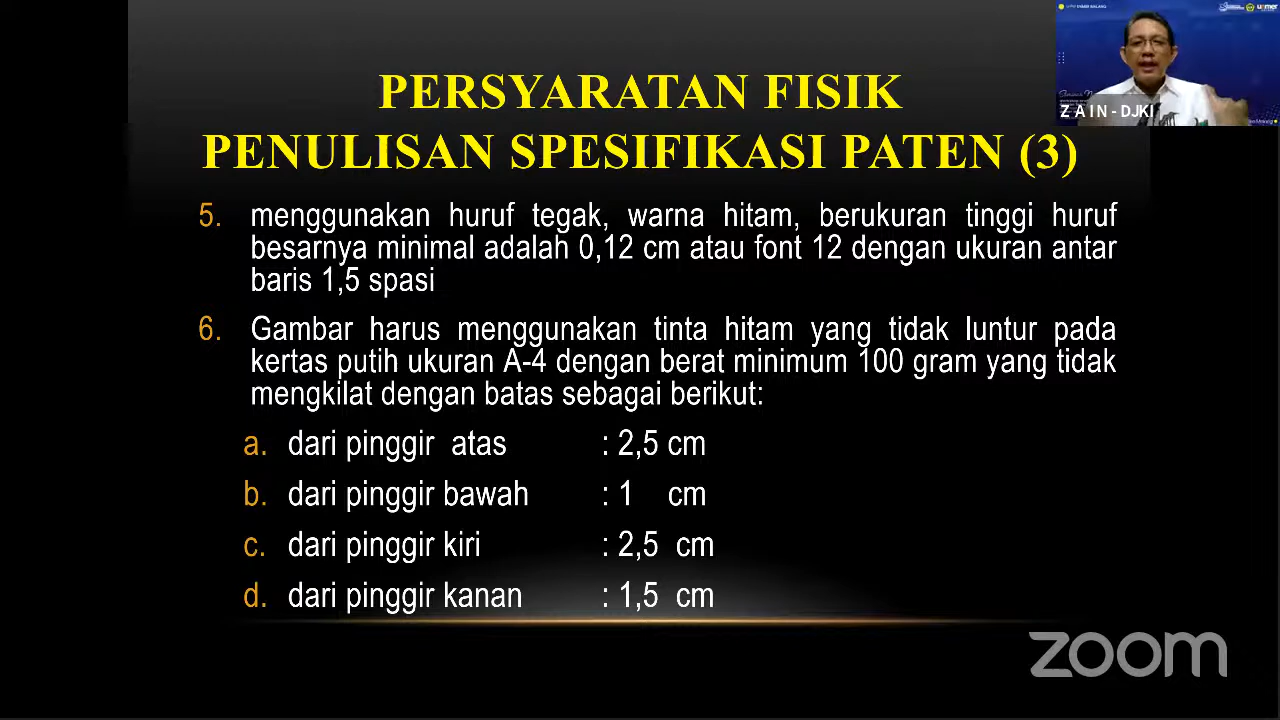 PERSYARATAN FISIK
PENULISAN SPESIFIKASI PATEN (3)
Z A I N - DJKI
5. menggunakan huruf tegak, warna hitam, berukuran tinggi huruf
besarnya minimal adalah 0,12 cm atau font 12 dengan ukuran antar
baris 1,5 spasi
6. Gambar harus menggunakan tinta hitam yang tidak luntur pada
kertas putih ukuran A-4 dengan berat minimum 100 gram yang tidak
mengkilat dengan batas sebagai berikut:
a. dari pinggir atas : 2,5 cm
b. dari pinggir bawah : 1 cm
c. dari pinggir kiri : 2,5 cm
d. dari pinggir kanan : 1,5 cm
zoom